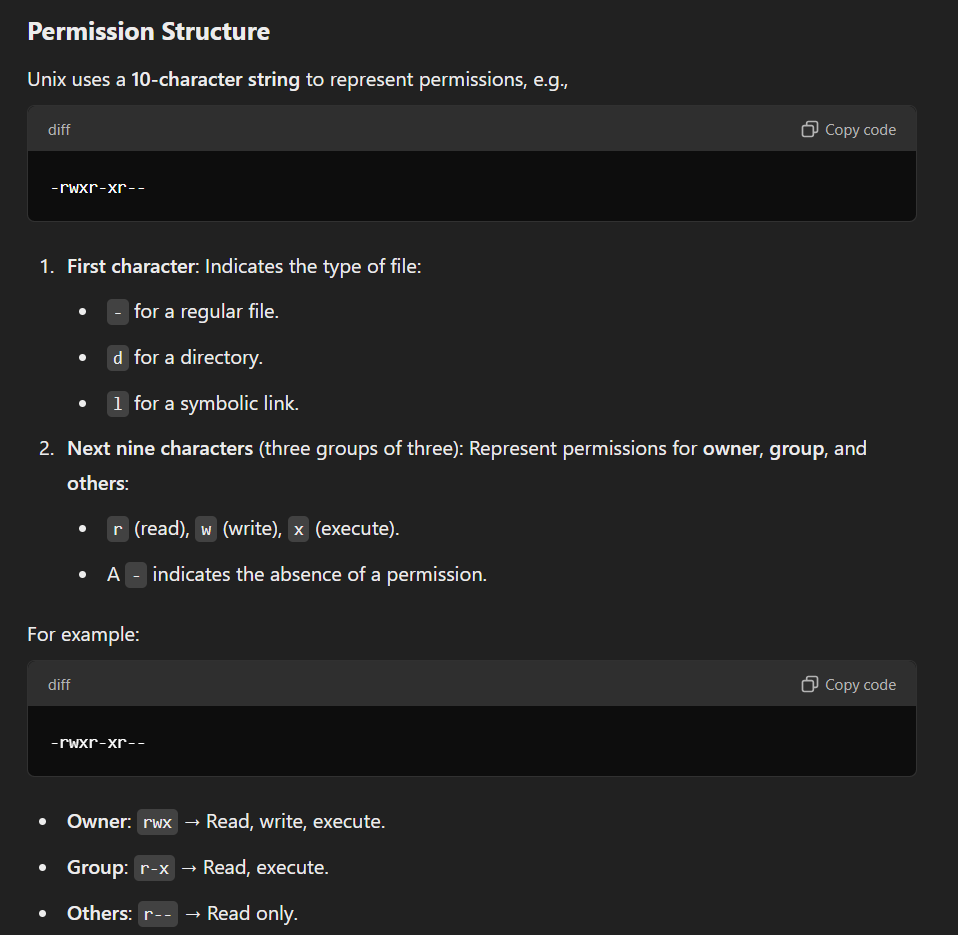 Permission Structure
Unix uses a 10-character string to represent permissions, e.g.,
diff Copy code
-rwxr-xr--
1. First character: Indicates the type of file:
• - for a regular file.
• d for a directory.
• l for a symbolic link.
2. Next nine characters (three groups of three): Represent permissions for owner, group, and
others:
• r (read), w (write), x (execute).
• A - indicates the absence of a permission.
For example:
diff Copy code
-rwxr-xr--
• Owner: rwx → Read, write, execute.
• Group: r-x → Read, execute.
• Others: r-- → Read only.